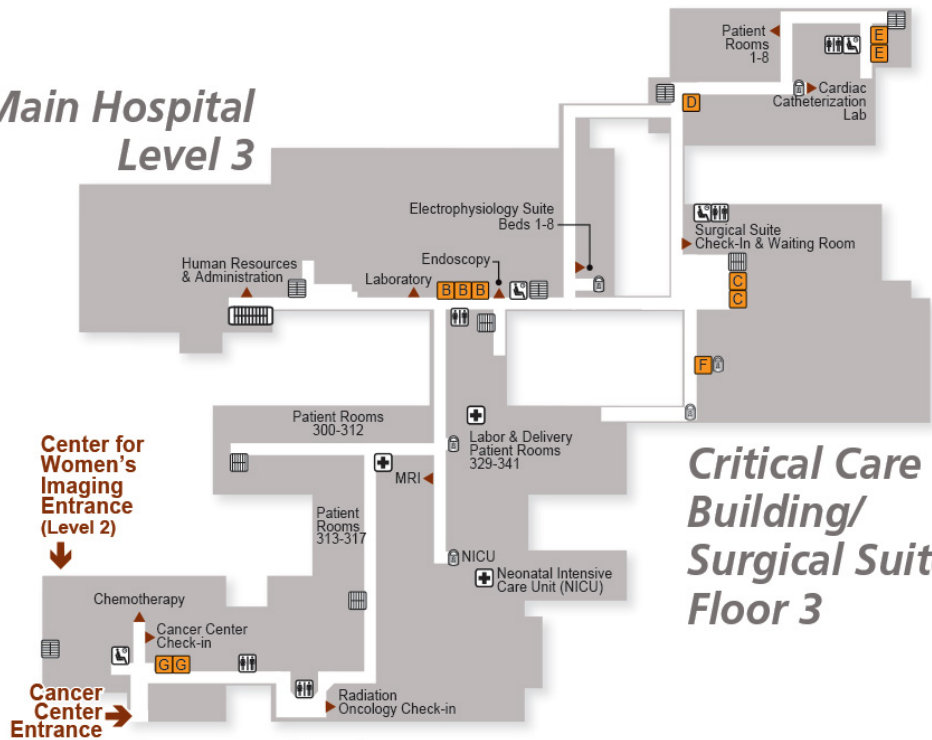 Main Hospital
Level 3
Patient
Rooms
1-8
E
E
Cardiac
Catheterization
Lab
D
Electrophysiology Suite
Beds 1-8
Surgical Suite
Check-In & Waiting Room
C
C
Human Resources
& Administration
Endoscopy
Laboratory
B B B
F
Patient Rooms
300-312
Labor & Delivery
Patient Rooms
329-341
MRI
Patient
Rooms
313-317
NICU
Neonatal Intensive
Care Unit (NICU)
Critical Care
Building/
Surgical Suit
Floor 3
Center for
Women's
Imaging
Entrance
(Level 2)
Chemotherapy
Cancer Center
Check-in
G G
Radiation
Oncology Check-in
Cancer
Center
Entrance